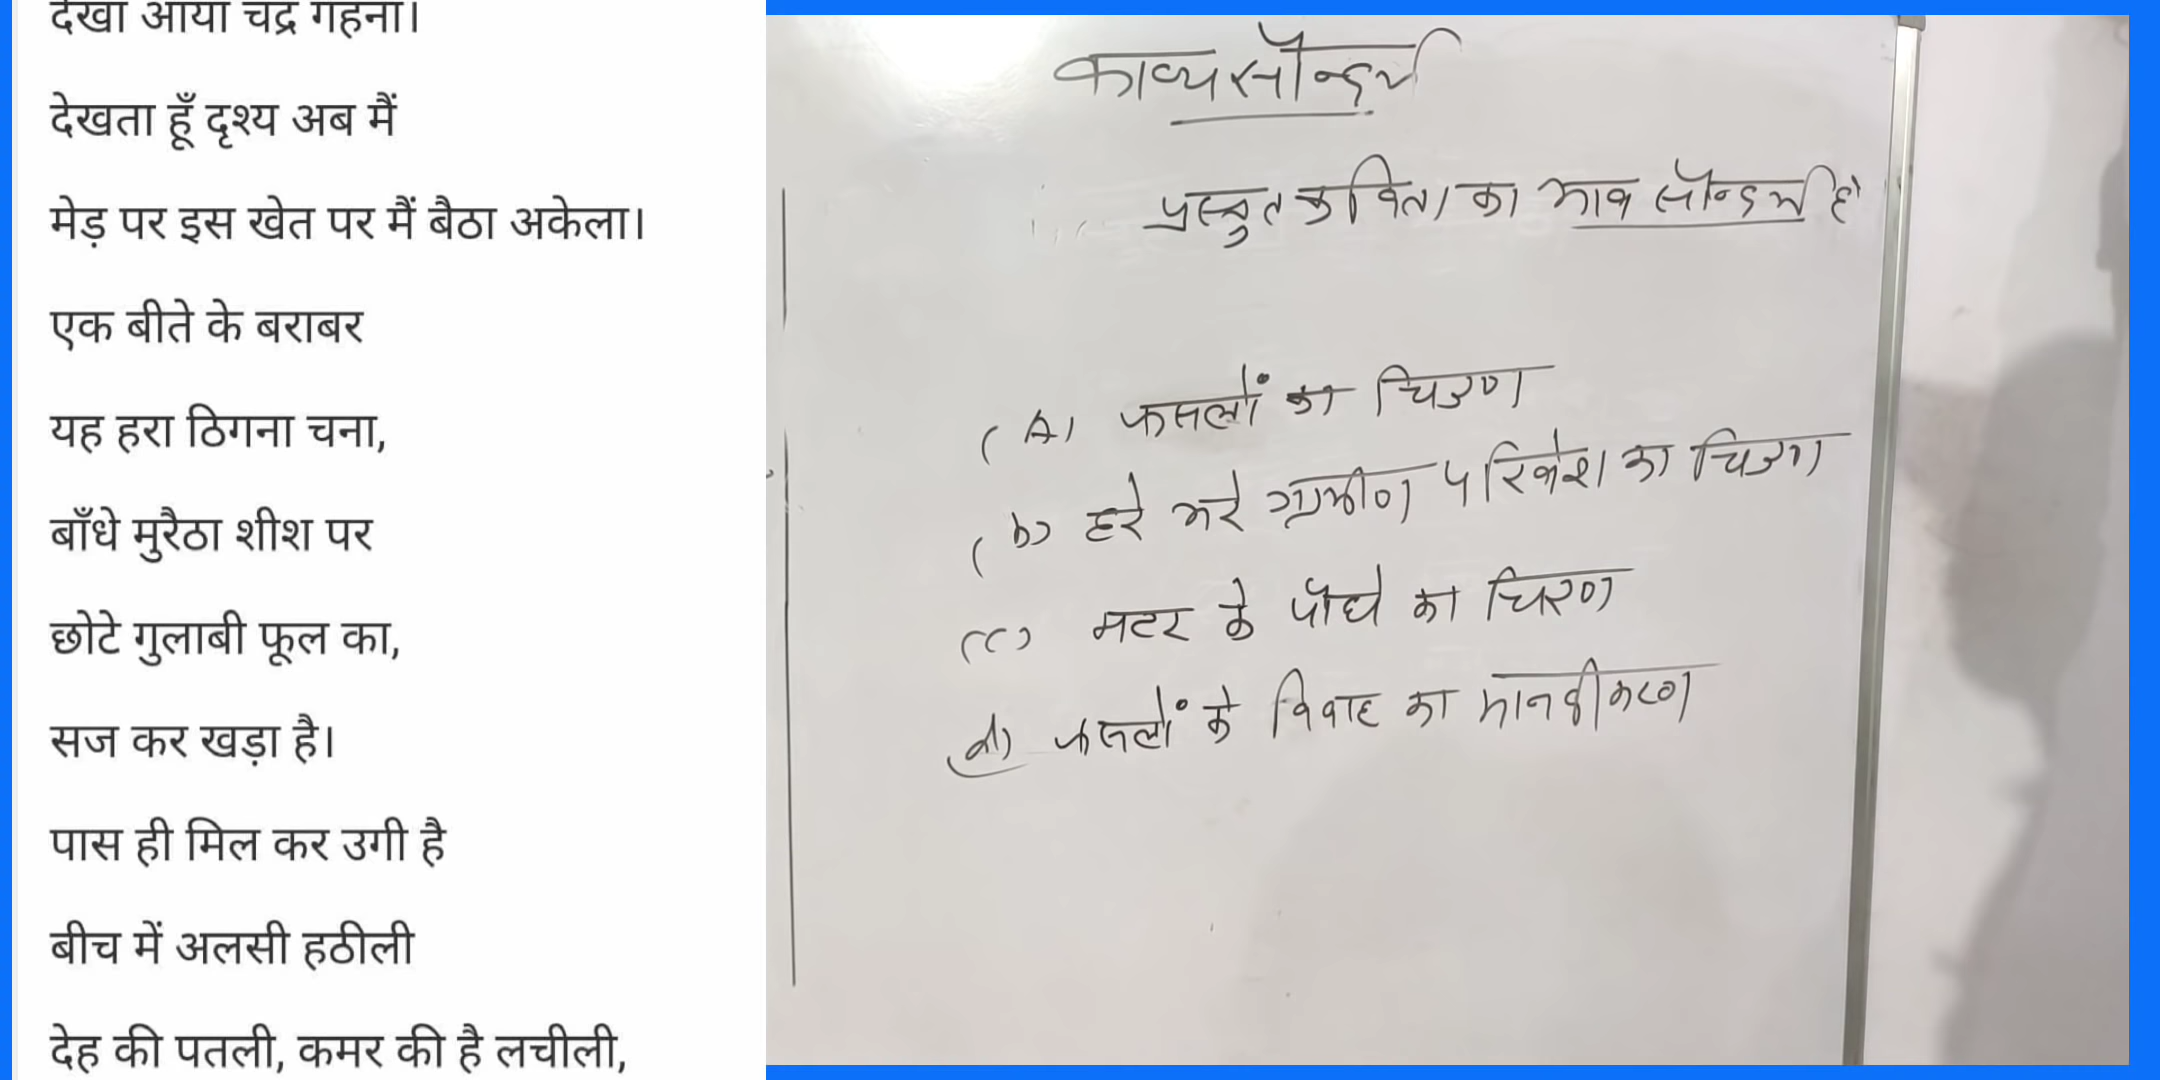 देखा आया चंद्र गहना।
देखता हूँ दृश्य अब मैं
मेड़ पर इस खेत पर मैं बैठा अकेला।
एक बीते के बराबर
यह हरा ठिगना चना,
बाँधे मुरैठा शीश पर
छोटे गुलाबी फूल का,
सज कर खड़ा है।
पास ही मिल कर उगी है
बीच में अलसी हठीली
देह की पतली, कमर की है लचीली,
काव्य सौन्दर्य
प्रस्तुत कविता का भाव सौन्दर्य है
(A) फसलों का चित्रण
(b) हरे भरे ग्रामीण परिवेश का चित्रण
(c) मटर के पौधे का चित्रण
(d) फसलों के विवाह का मानवीकरण